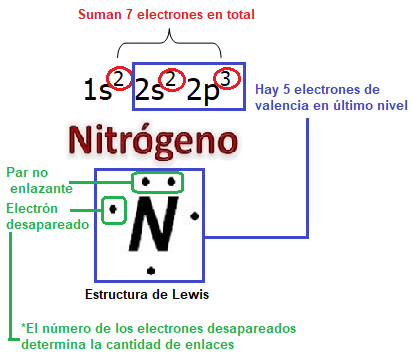 Suman 7 electrones en total
1s² 2s² 2p³
Hay 5 electrones de
valencia en último nivel
Nitrógeno
Par no
enlazante
Electrón
desapareado
N
Estructura de Lewis
*El número de los electrones desapareados
determina la cantidad de enlaces